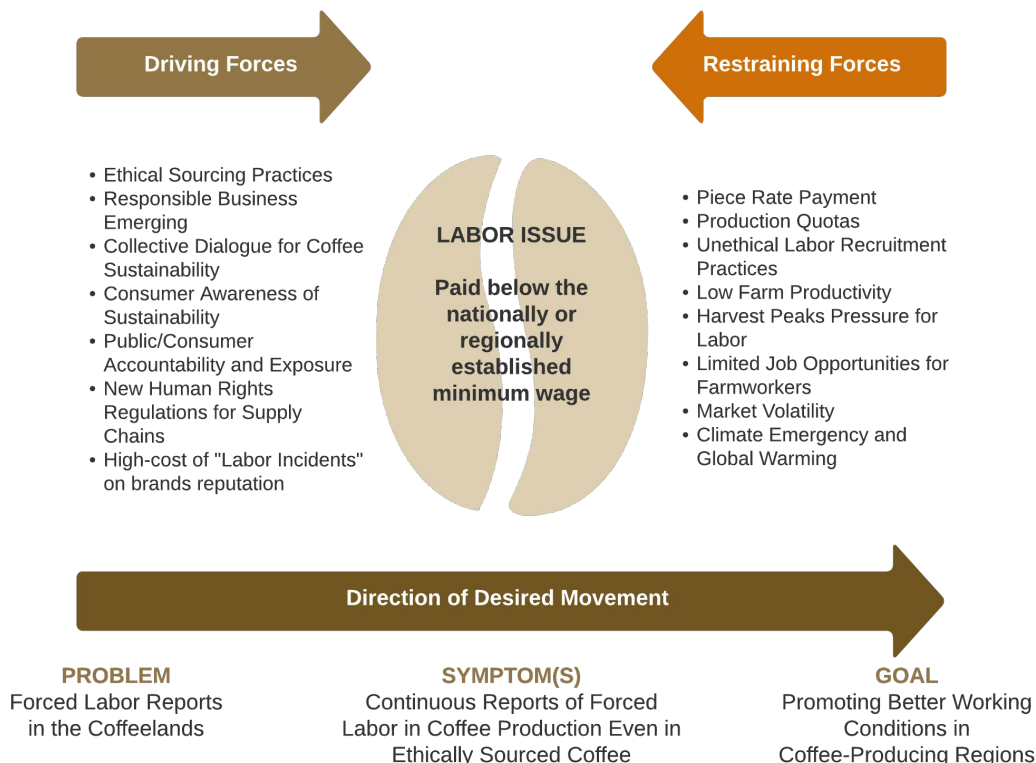 Driving Forces
Restraining Forces
• Ethical Sourcing Practices
• Responsible Business
Emerging
• Collective Dialogue for Coffee
Sustainability
• Consumer Awareness of
Sustainability
• Public/Consumer
Accountability and Exposure
• New Human Rights
Regulations for Supply
Chains
• High-cost of "Labor Incidents"
on brands reputation
LABOR ISSUE
Paid below the
nationally or
regionally
established
minimum wage
• Piece Rate Payment
• Production Quotas
• Unethical Labor Recruitment
Practices
• Low Farm Productivity
• Harvest Peaks Pressure for
Labor
• Limited Job Opportunities for
Farmworkers
• Market Volatility
• Climate Emergency and
Global Warming
Direction of Desired Movement
PROBLEM
Forced Labor Reports
in the Coffeelands
SYMPTOM(S)
Continuous Reports of Forced
Labor in Coffee Production Even in
Ethically Sourced Coffee
GOAL
Promoting Better Working
Conditions in
Coffee-Producing Regions